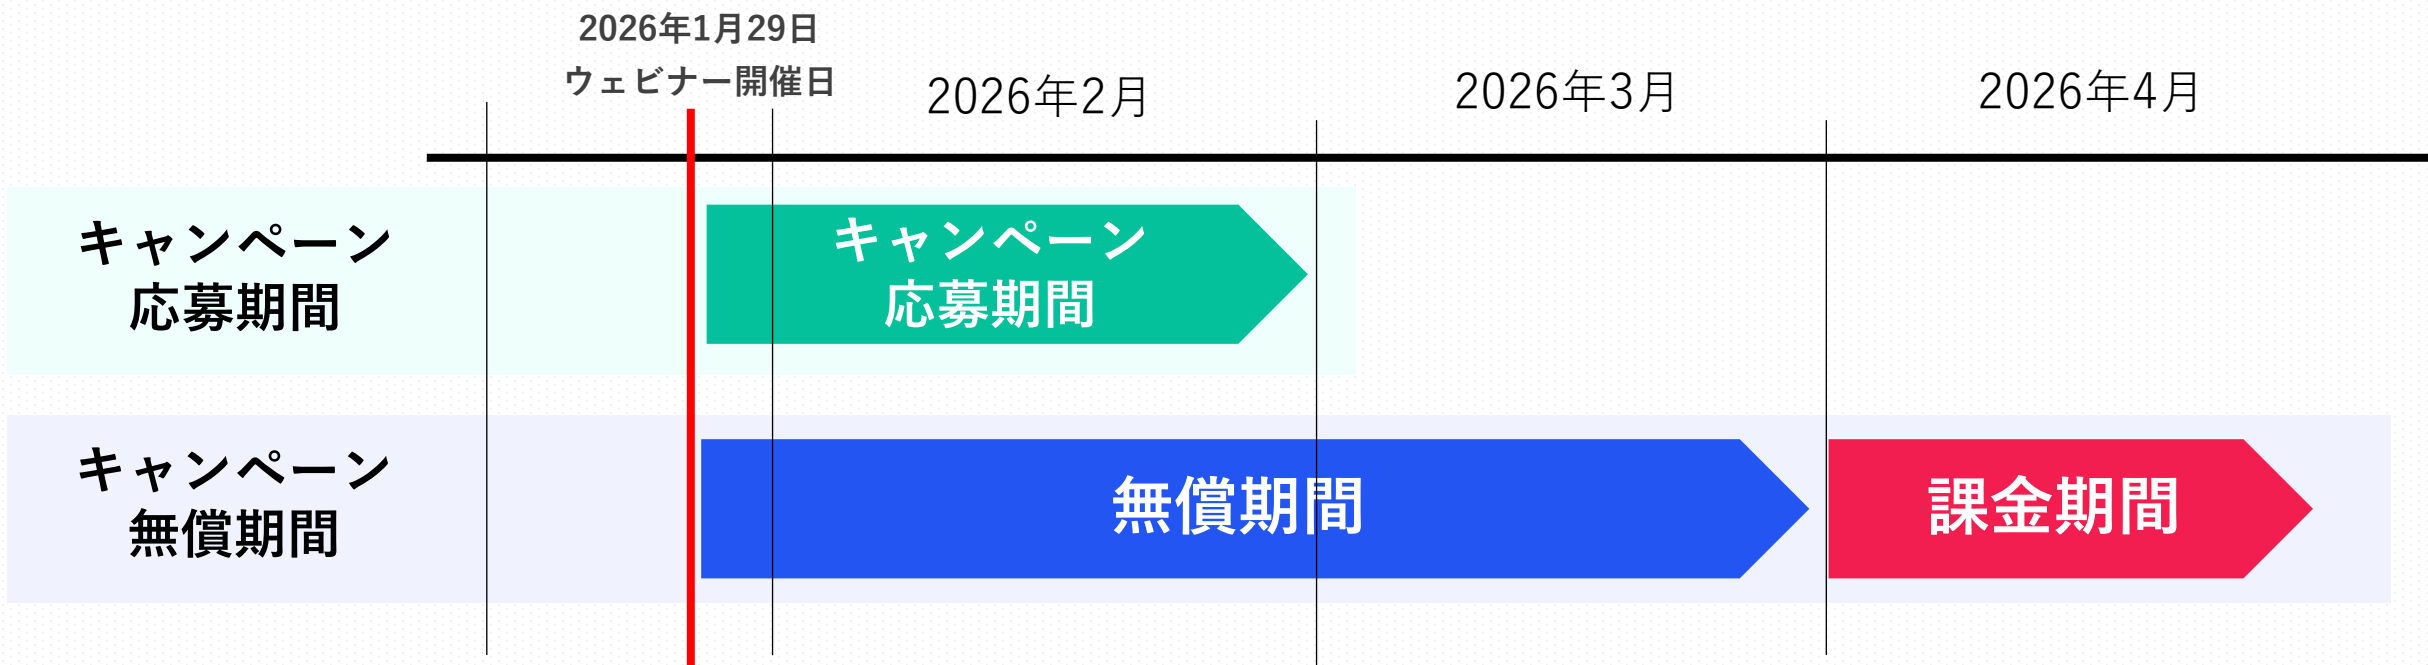 2026年1月29日
ウェビナー開催日
2026年2月
2026年3月
2026年4月
キャンペーン
応募期間
キャンペーン
応募期間
キャンペーン
無償期間
無償期間
課金期間